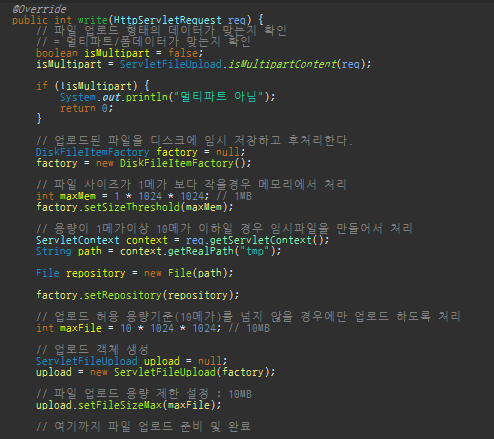 @Override
public int write(HttpServletRequest req) {
// 파일 업로드 형태의 데이터가 맞는지 확인
// = 멀티파트/폼데이터가 맞는지 확인
boolean isMultipart = false;
isMultipart = ServletFileUpload.isMultipartContent(req);
if (!isMultipart) {
System.out.println("멀티파트 아님");
return 0;
}
// 업로드된 파일을 디스크에 임시 저장하고 후처리한다.
DiskFileItemFactory factory = null;
factory = new DiskFileItemFactory();
// 파일 사이즈가 1메가 보다 작을경우 메모리에서 처리
int maxMem = 1 * 1024 * 1024; // 1MB
factory.setSizeThreshold(maxMem);
// 용량이 1메가이상 10메가 이하일 경우 임시파일을 만들어서 처리
ServletContext context = req.getServletContext();
String path = context.getRealPath("tmp");
File repository = new File(path);
factory.setRepository(repository);
// 업로드 허용 용량기준(10메가)를 넘지 않을 경우에만 업로드 하도록 처리
int maxFile = 10 * 1024 * 1024; // 10MB
// 업로드 객체 생성
ServletFileUpload upload = null;
upload = new ServletFileUpload(factory);
// 파일 업로드 용량 제한 설정 : 10MB
upload.setFileSizeMax(maxFile);
// 여기까지 파일 업로드 준비 및 완료